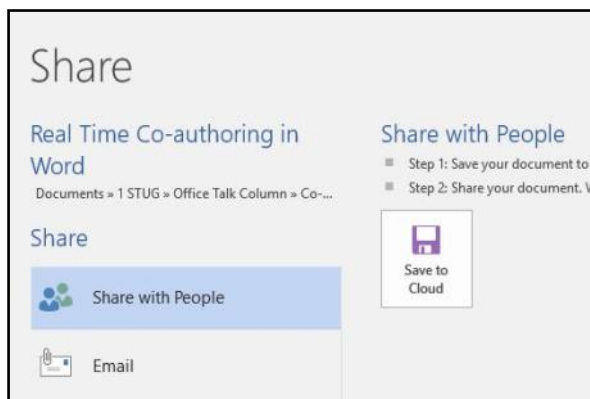 Share
Real Time Co-authoring in
Word
Documents » 1 STUG » Office Talk Column » Co-...
Share
Share with People
Email
Share with People
Step 1: Save your document to
Step 2: Share your document.
Save to
Cloud